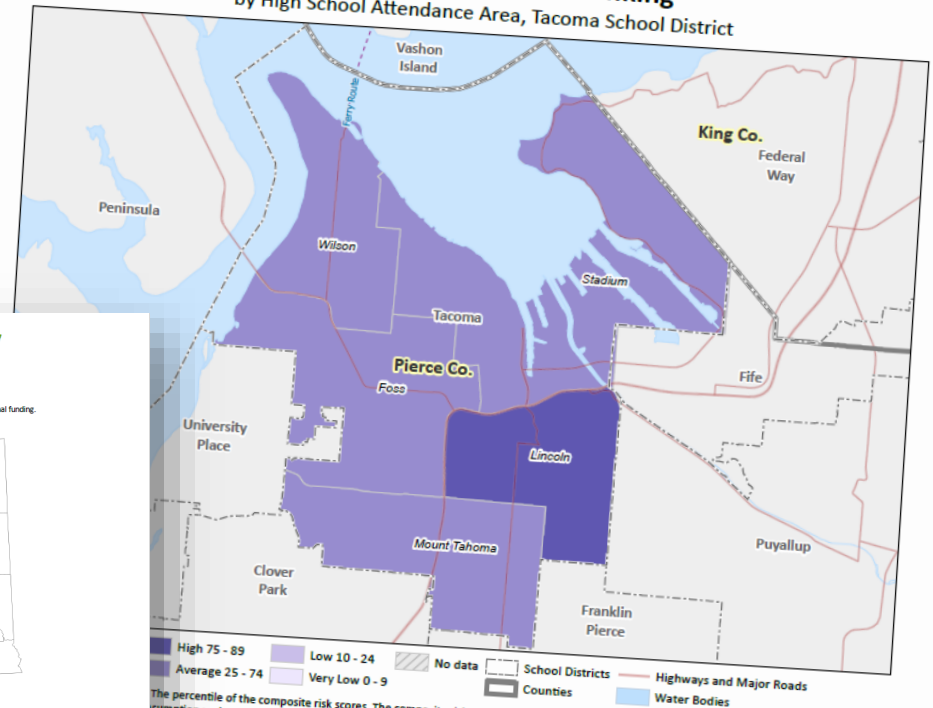 by High School Attendance Area, Tacoma School District
Vashon
Island
Ferry Route
King Co.
Federal
Way
Peninsula
Wilson
Stadium
Tacoma
Pierce Co.
Foss
Fife
al funding.
University
Place
Lincoln
Mount Tahoma
Puyallup
Clover
Park
Franklin
Pierce
High 75 - 89
Average 25 - 74
Low 10 - 24
Very Low 0 - 9
No data
School Districts
Counties
Highways and Major Roads
Water Bodies
The percentile of the composite risk scores. The